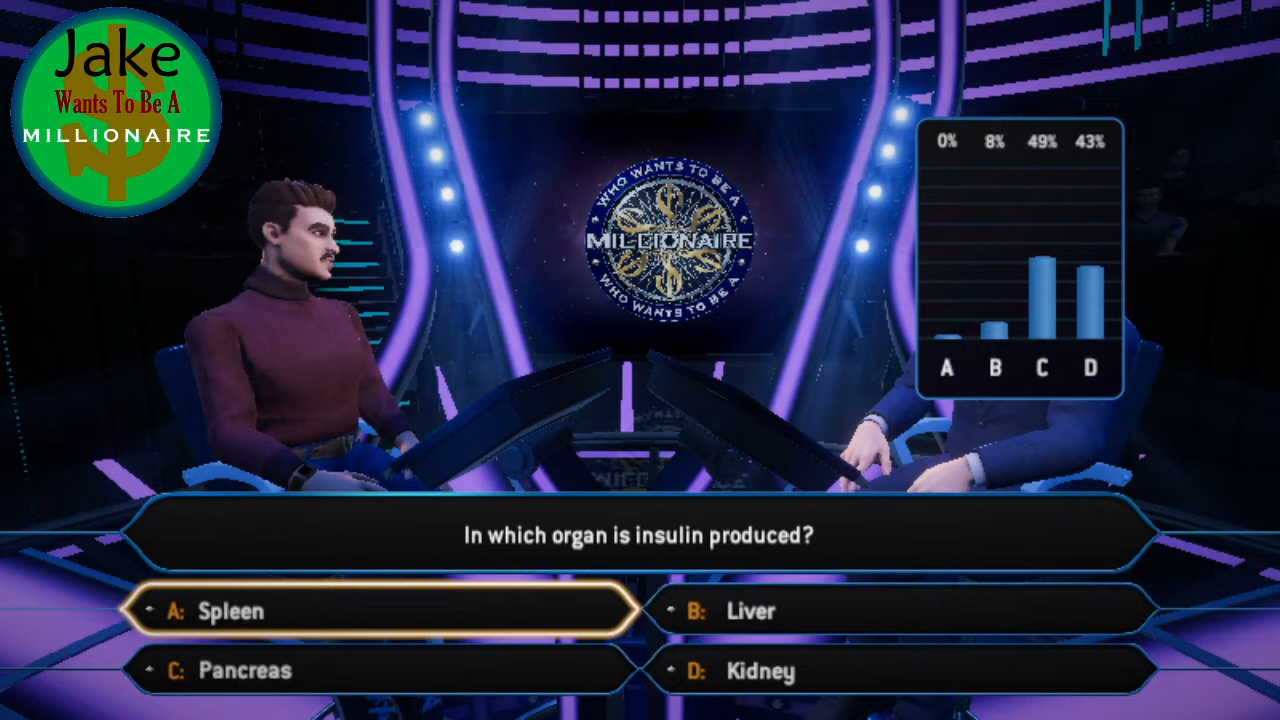 Jake
Wants To Be A
MILLIONAIRE
0% 8% 49% 43%
WHO WANTS TO BE A
MILLIONAIRE
WHO WANTS TO BE A
A B C D
In which organ is insulin produced?
A: Spleen
B: Liver
C: Pancreas
D: Kidney